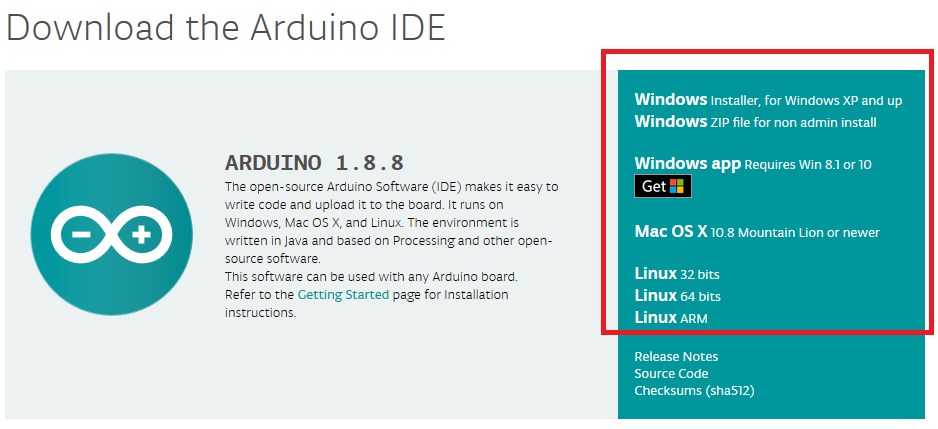 Download the Arduino IDE
ARDUINO 1.8.8
The open-source Arduino Software (IDE) makes it easy to
write code and upload it to the board. It runs on
Windows, Mac OS X, and Linux. The environment is
written in Java and based on Processing and other open-
source software.
This software can be used with any Arduino board.
Refer to the Getting Started page for Installation
instructions.
Windows Installer, for Windows XP and up
Windows ZIP file for non admin install
Windows app Requires Win 8.1 or 10
Get
Mac OS X 10.8 Mountain Lion or newer
Linux 32 bits
Linux 64 bits
Linux ARM
Release Notes
Source Code
Checksums (sha512)